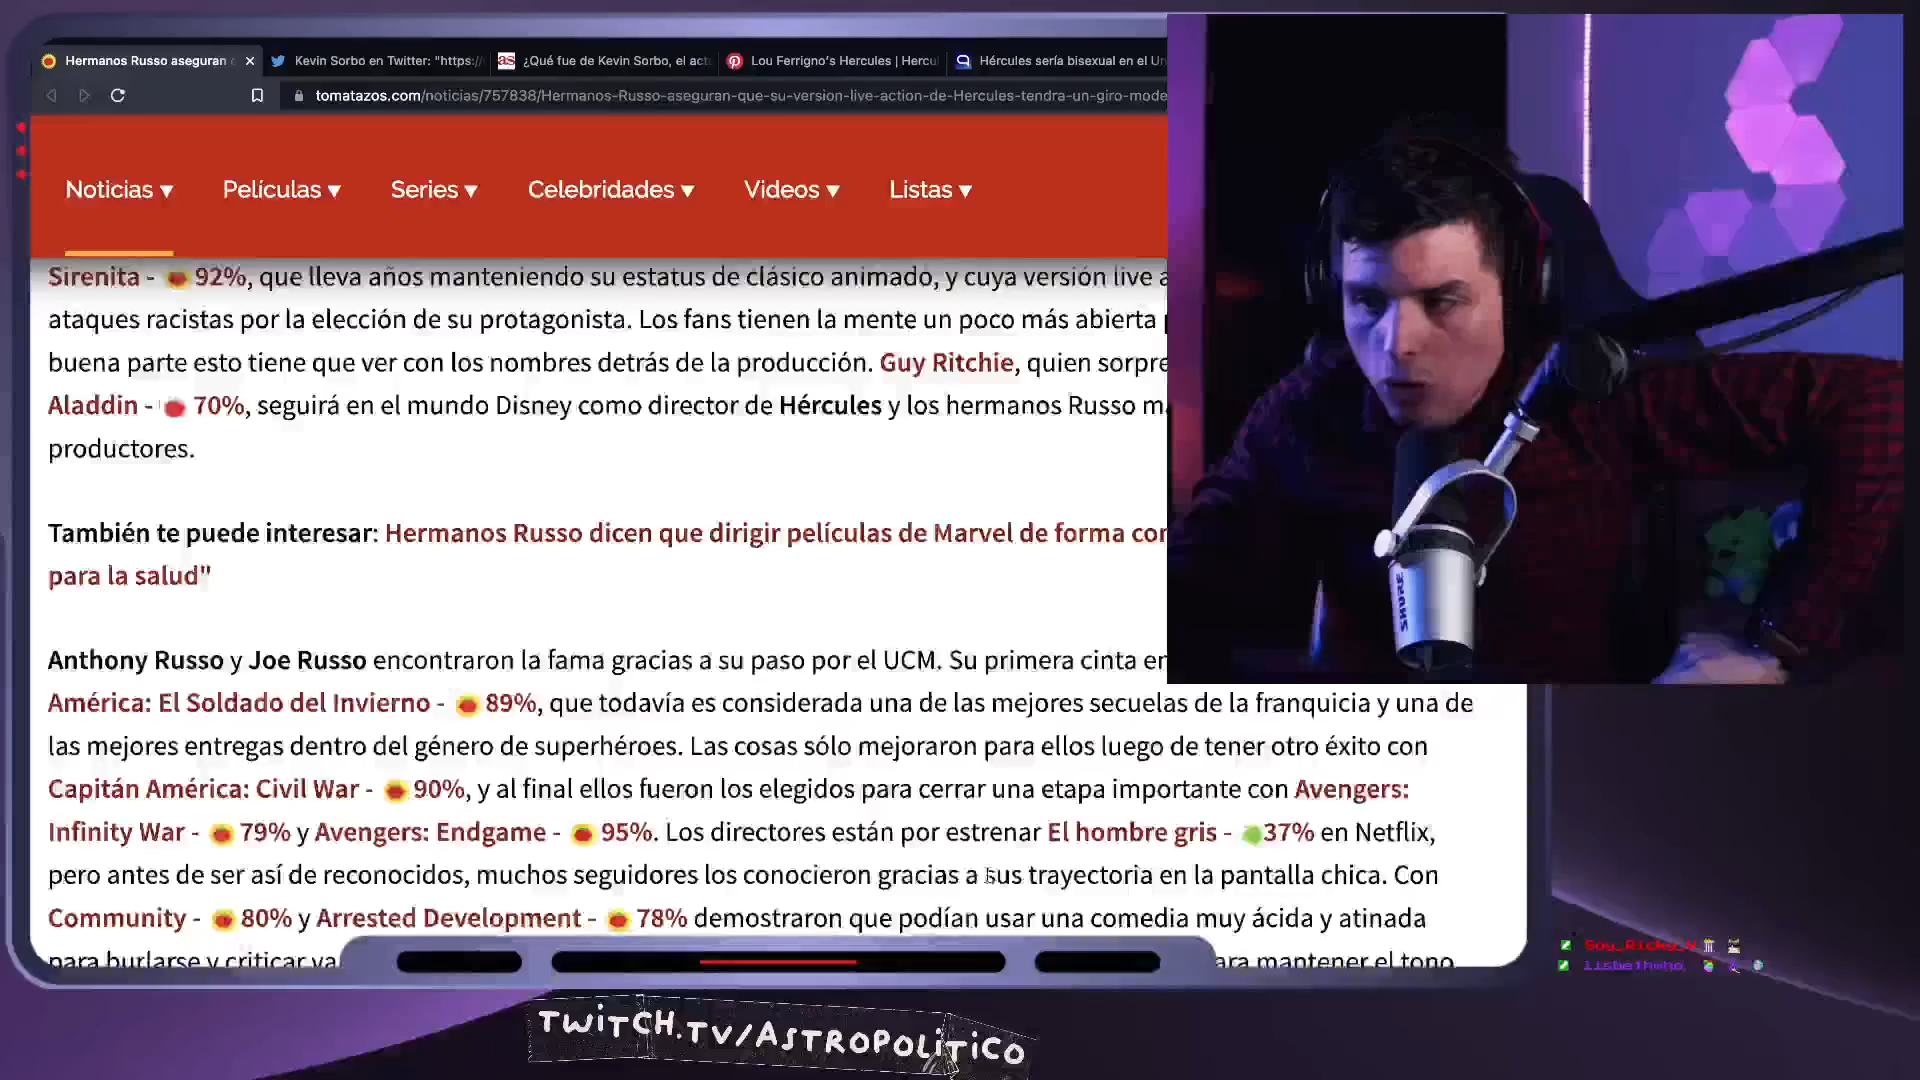 Hermanos Russo aseguran
Kevin Sorbo en Twitter: "https:/
as ¿Qué fue de Kevin Sorbo, el act
Lou Ferrigno's Hercules | Hercul
Hércules sería bisexual en el Un
tomatazos.com/noticias/757838/Hermanos-Russo-aseguran-que-su-version-live-action-de-Hercules-tendra-un-giro-mode
Noticias ▼ Películas ▼ Series ▼ Celebridades ▼ Videos ▼ Listas ▼
Sirenita - 92%, que lleva años manteniendo su estatus de clásico animado, y cuya versión live a
ataques racistas por la elección de su protagonista. Los fans tienen la mente un poco más abierta
buena parte esto tiene que ver con los nombres detrás de la producción. Guy Ritchie, quien sorpre
Aladdin - 70%, seguirá en el mundo Disney como director de Hércules y los hermanos Russo m
productores.
También te puede interesar: Hermanos Russo dicen que dirigir películas de Marvel de forma con
para la salud"
Anthony Russo y Joe Russo encontraron la fama gracias a su paso por el UCM. Su primera cinta en
América: El Soldado del Invierno - 89%, que todavía es considerada una de las mejores secuelas de la franquicia y una de
las mejores entregas dentro del género de superhéroes. Las cosas sólo mejoraron para ellos luego de tener otro éxito con
Capitán América: Civil War - 90%, y al final ellos fueron los elegidos para cerrar una etapa importante con Avengers:
Infinity War - 79% y Avengers: Endgame - 95%. Los directores están por estrenar El hombre gris - 37% en Netflix,
pero antes de ser así de reconocidos, muchos seguidores los conocieron gracias a sus trayectoria en la pantalla chica. Con
Community - 80% y Arrested Development - 78% demostraron que podían usar una comedia muy ácida y atinada
para burlarse y criticar ya
ara mantener el tono
SHURE
Soy_Ricky_V
TWITCH.TV/ASTROPOLITICO